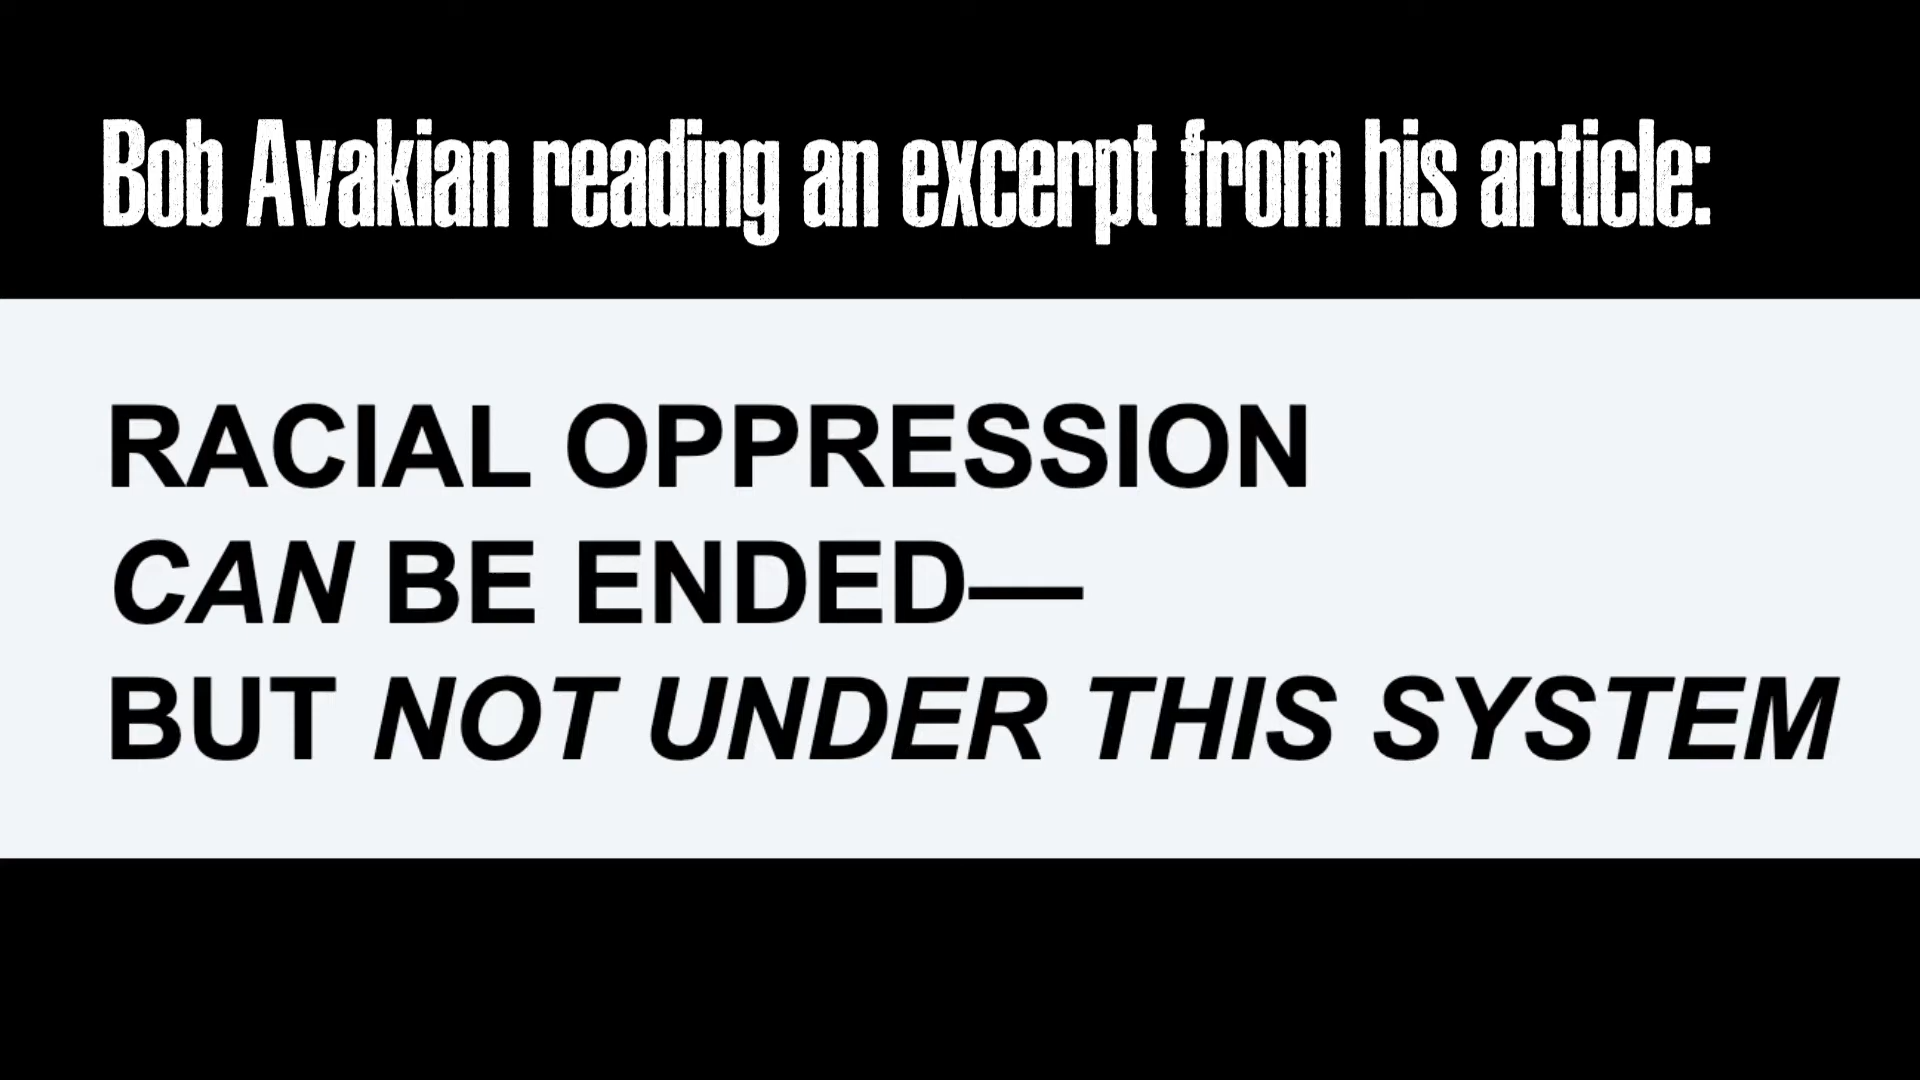 Bob Avakian reading an excerpt from his article:
RACIAL OPPRESSION
CAN BE ENDED—
BUT NOT UNDER THIS SYSTEM